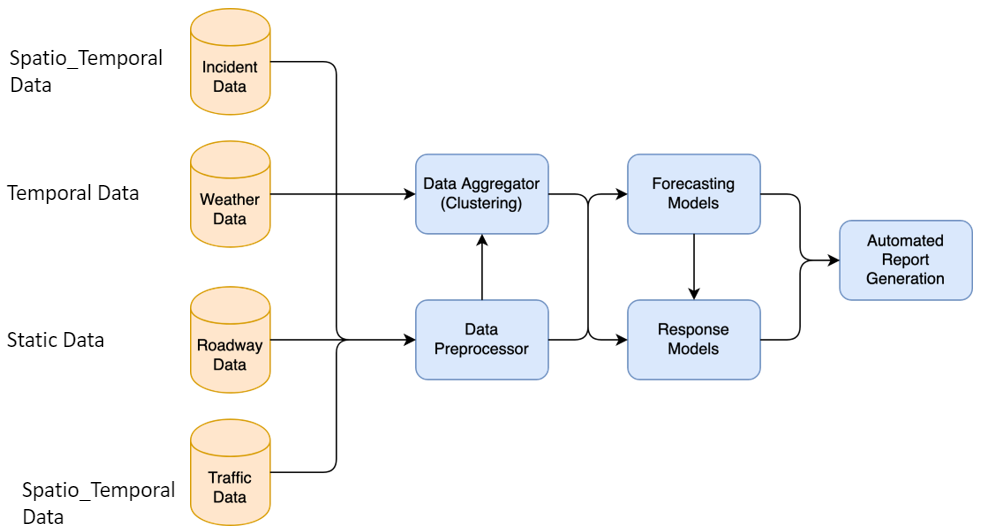 Spatio_Temporal
Data
Incident
Data
Temporal Data
Weather
Data
Data Aggregator
(Clustering)
Forecasting
Models
Automated
Report
Generation
Static Data
Roadway
Data
Data
Preprocessor
Response
Models
Spatio_Temporal
Data
Traffic
Data